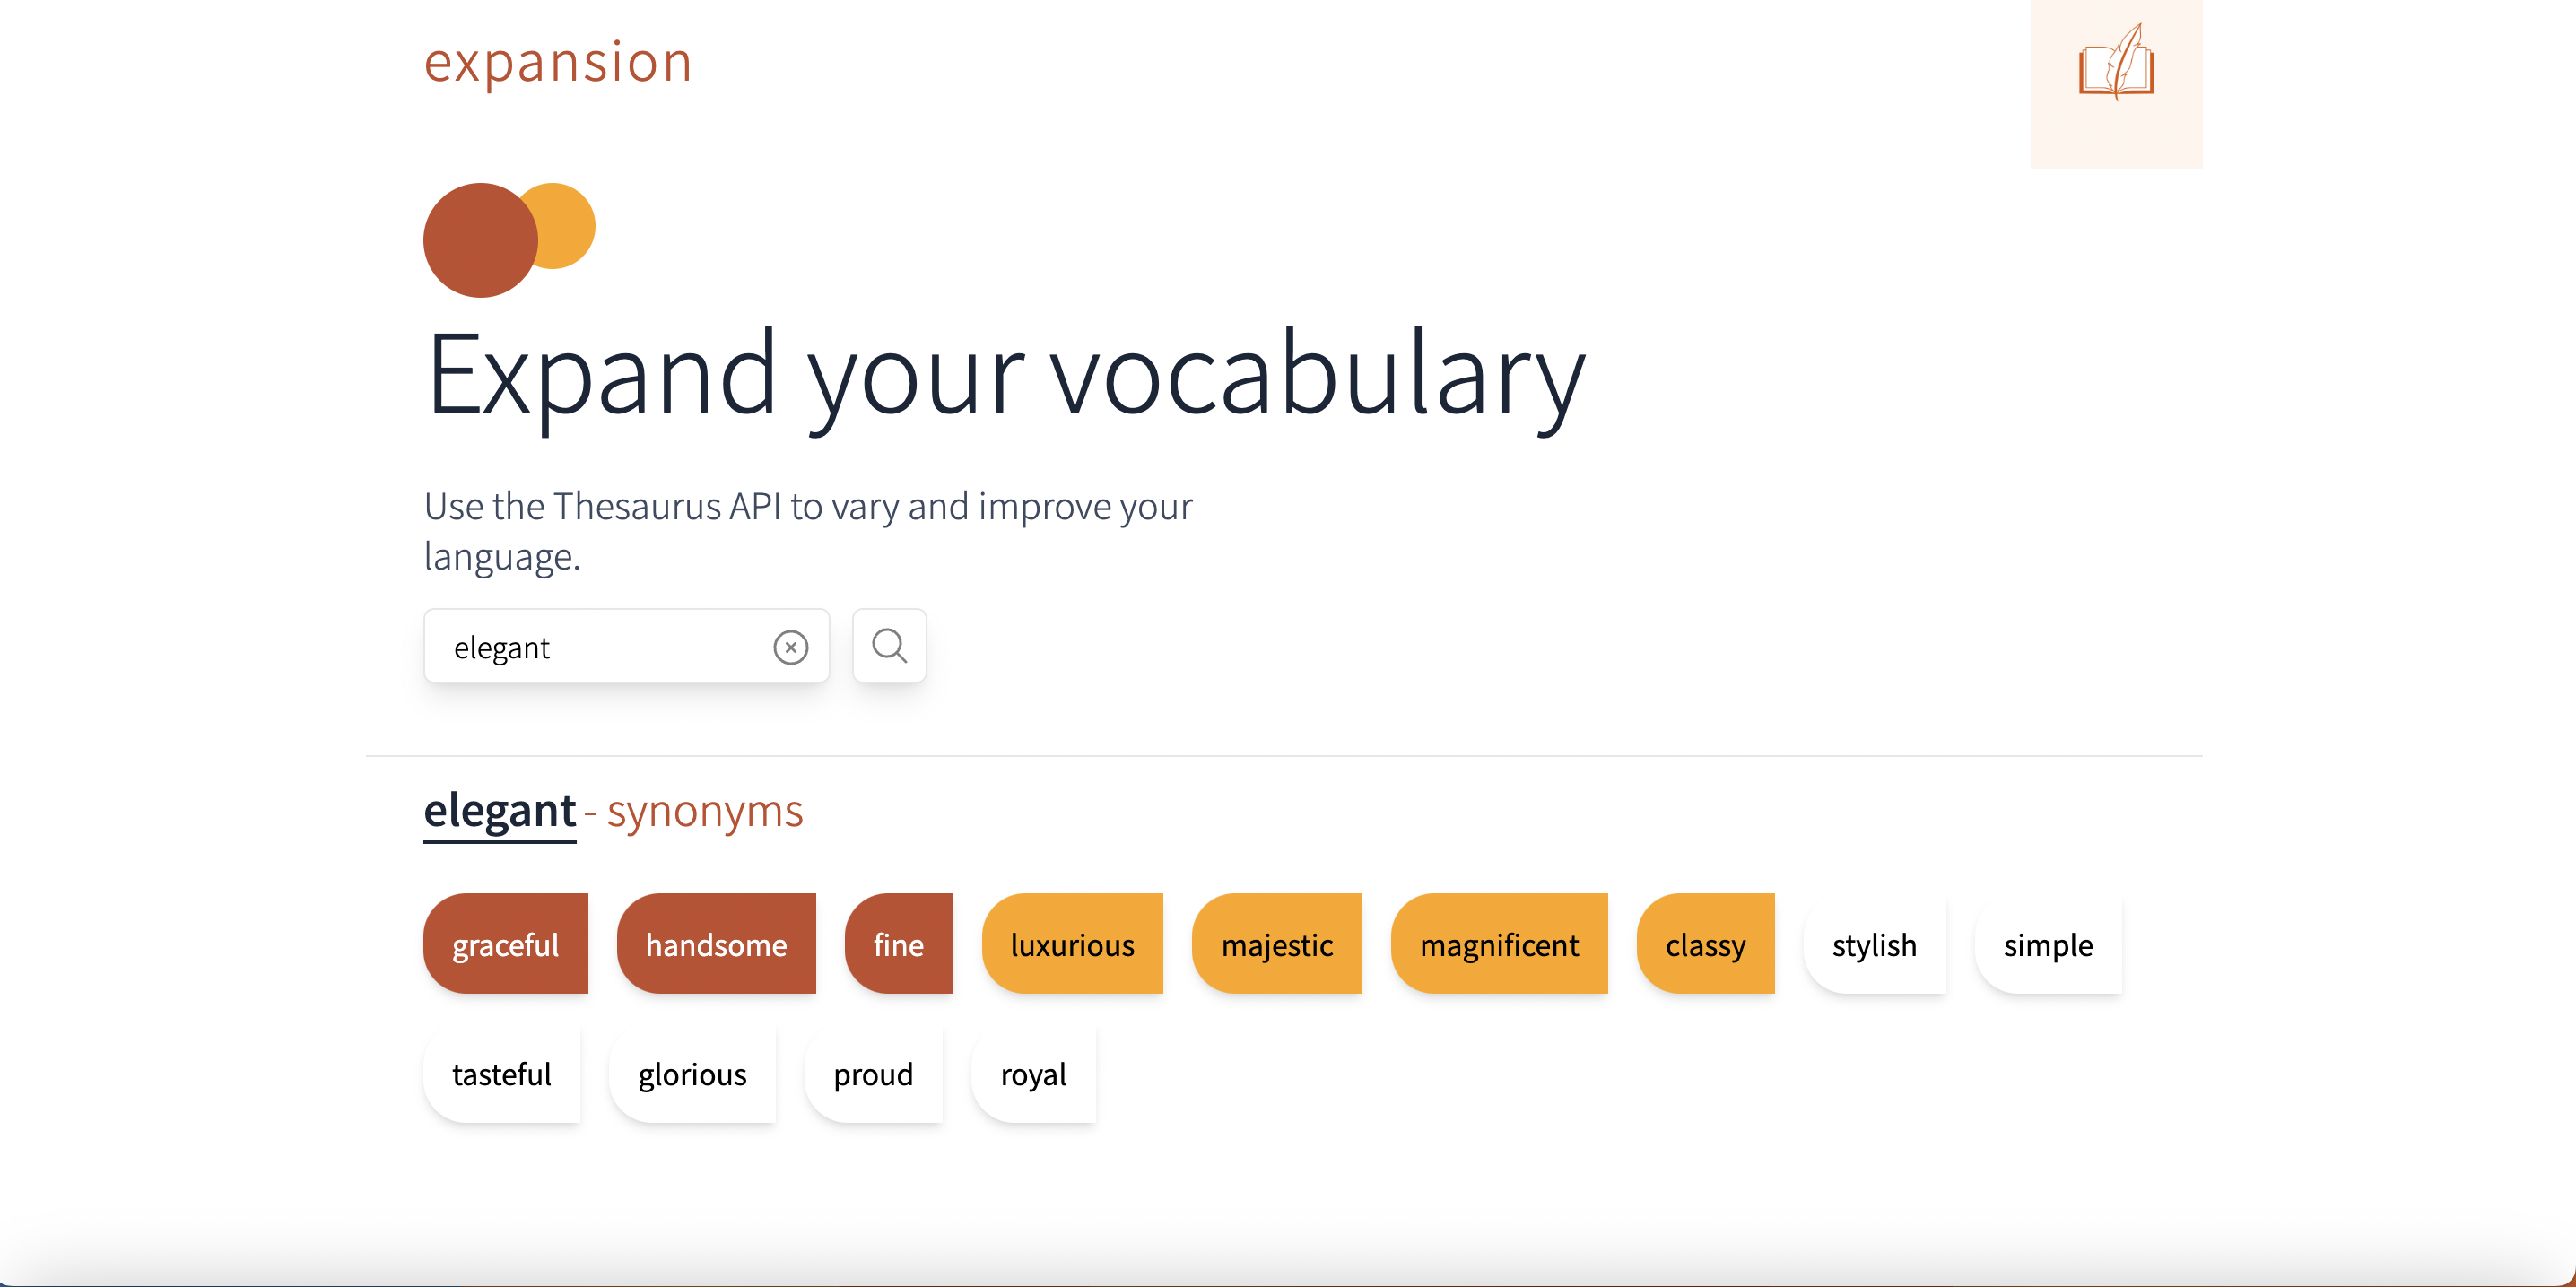 expansion
Expand your vocabulary
Use the Thesaurus API to vary and improve your
language.
elegant
elegant - synonyms
graceful handsome fine luxurious majestic magnificent classy stylish simple
tasteful glorious proud royal